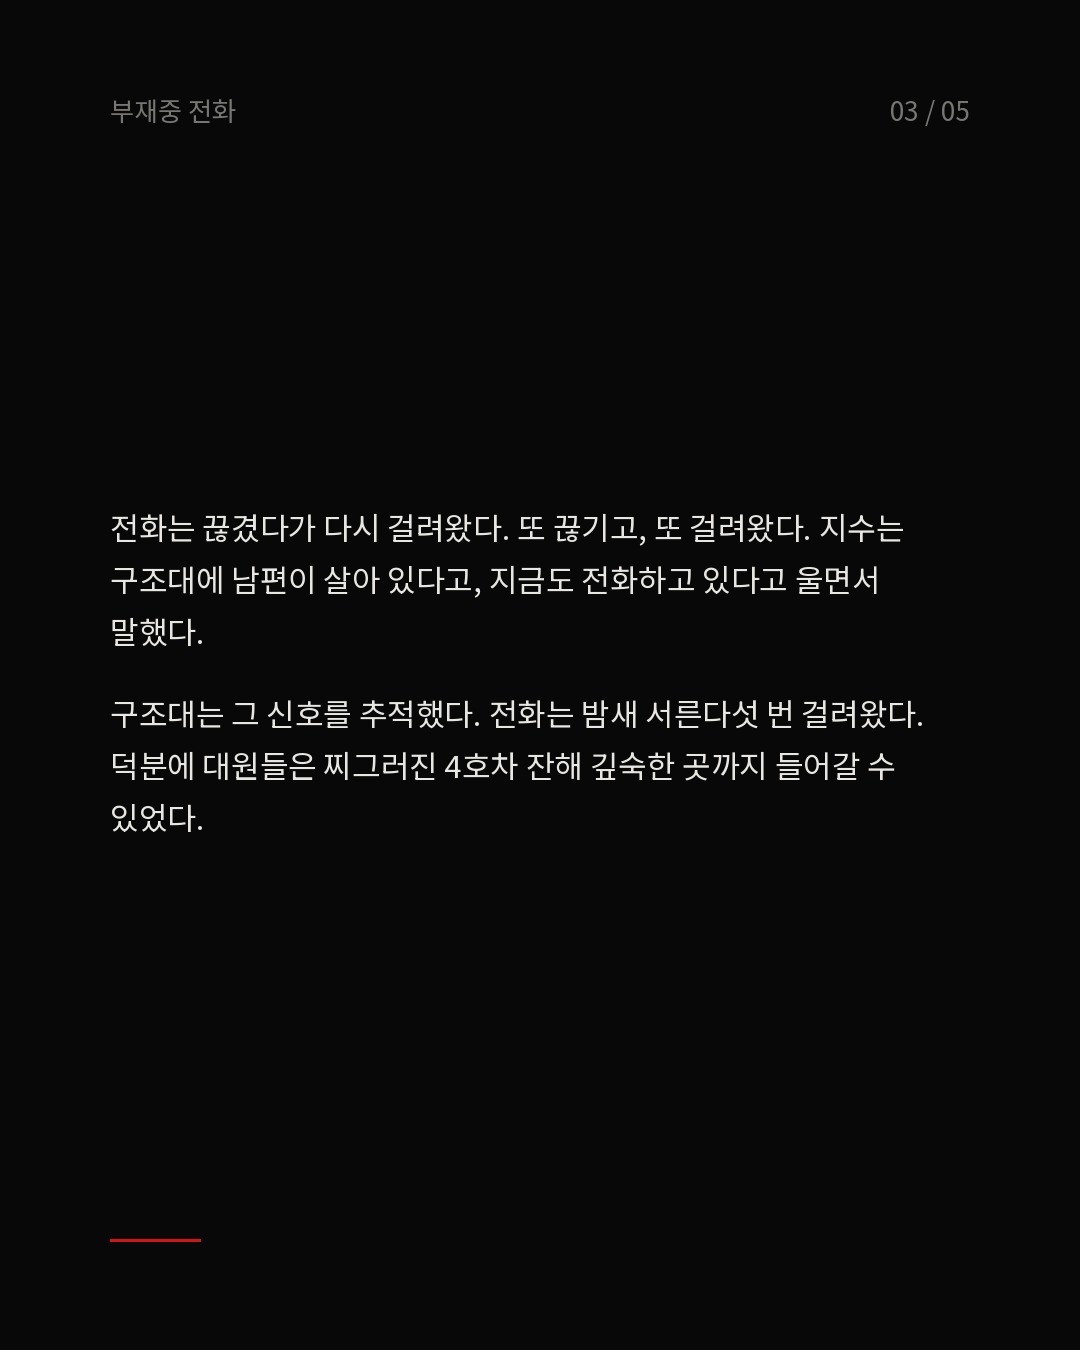 부재중 전화
03 / 05
전화는 끊겼다가 다시 걸려왔다. 또 끊기고, 또 걸려왔다. 지수는
구조대에 남편이 살아 있다고, 지금도 전화하고 있다고 울면서
말했다.
구조대는 그 신호를 추적했다. 전화는 밤새 서른다섯 번 걸려왔다.
덕분에 대원들은 찌그러진 4호차 잔해 깊숙한 곳까지 들어갈 수
있었다.